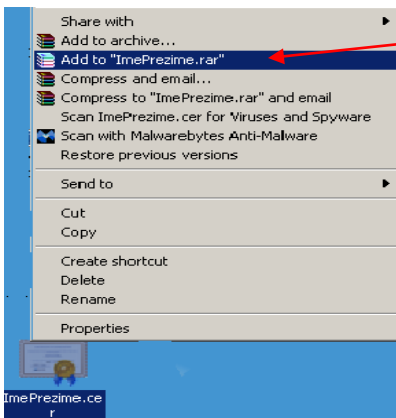 Share with
Add to archive...
Add to "ImePrezime.rar"
Compress and email...
Compress to "ImePrezime.rar" and email
Scan ImePrezime.cer for Viruses and Spyware
Scan with Malwarebytes Anti-Malware
Restore previous versions
Send to
Cut
Copy
Create shortcut
Delete
Rename
Properties
ImePrezime.ce
r